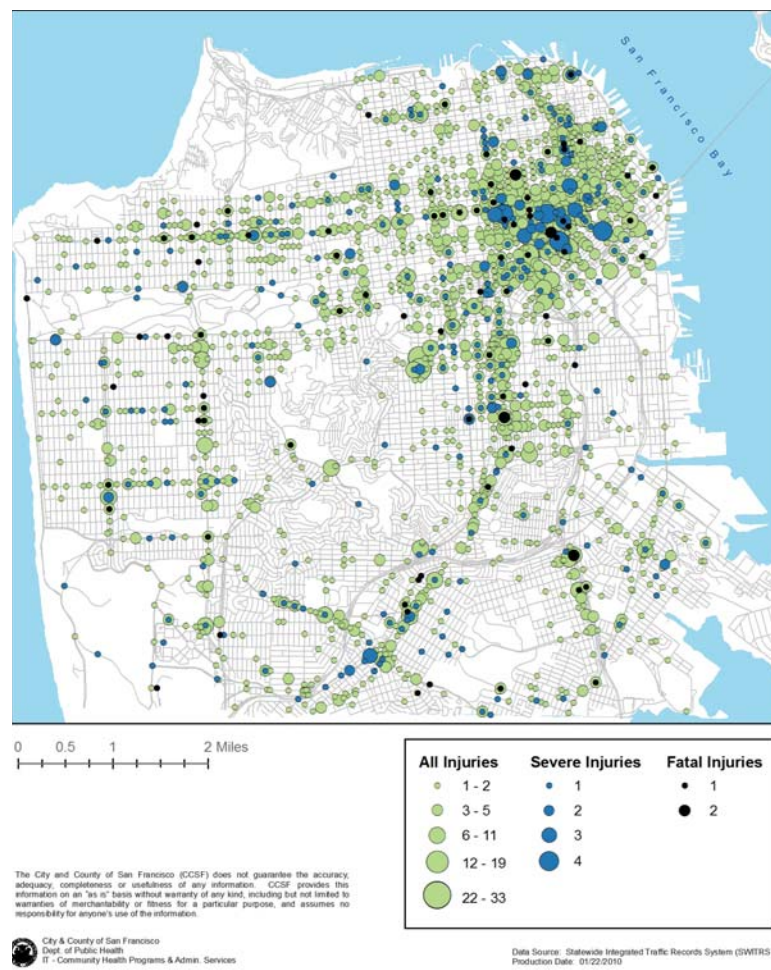 San Francisco Bay
0 0.5 1 2 Miles
All Injuries
1 - 2
3 - 5
6 - 11
12 - 19
22 - 33
Severe Injuries
1
2
3
4
Fatal Injuries
1
2
The City and County of San Francisco (CCSF) does not guarantee the accuracy,
adequacy, completeness or usefulness of any information. CCSF provides this
information on an "as is" basis without warranty of any kind, including but not limited to
warranties of merchantability or fitness for a particular purpose, and assumes no
responsibility for anyone's use of the information.
City & County of San Francisco
Dept. of Public Health
IT - Community Health Programs & Admin. Services
Data Source: Statewide Integrated Traffic Records System (SWITRS
Production Date: 01/22/2010